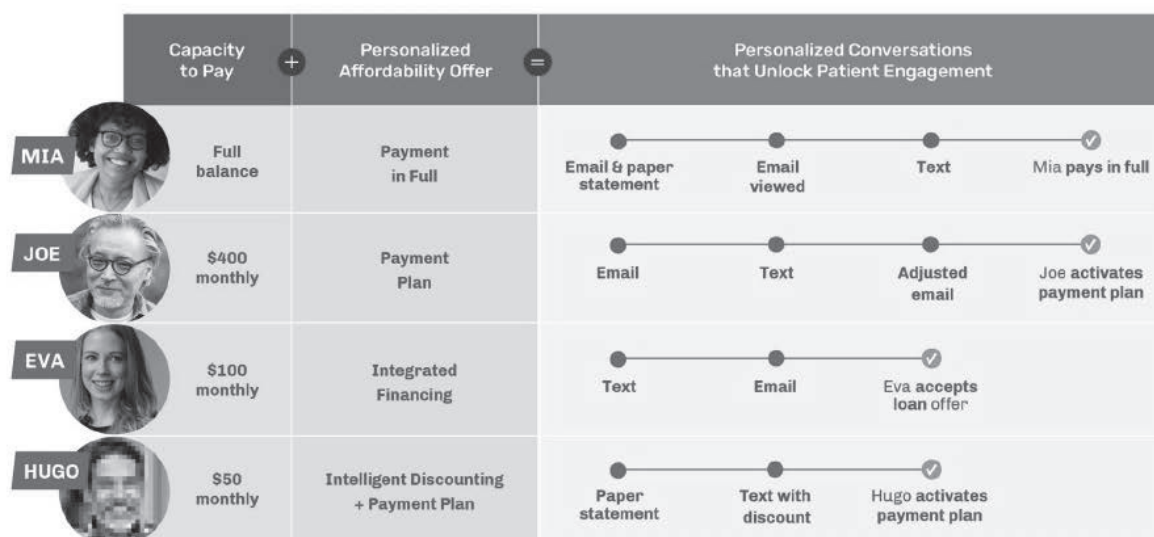 Capacity
to Pay
+
Personalized
Affordability Offer
=
Personalized Conversations
that Unlock Patient Engagement
MIA
Full
balance
Payment
in Full
Email & paper
statement
Email
viewed
Text
Mia pays in full
JOE
$400
monthly
Payment
Plan
Email
Text
Adjusted
email
Joe activates
payment plan
EVA
$100
monthly
Integrated
Financing
Text
Email
Eva accepts
loan offer
HUGO
$50
monthly
Intelligent Discounting
+ Payment Plan
Paper
statement
Text with
discount
Hugo activates
payment plan